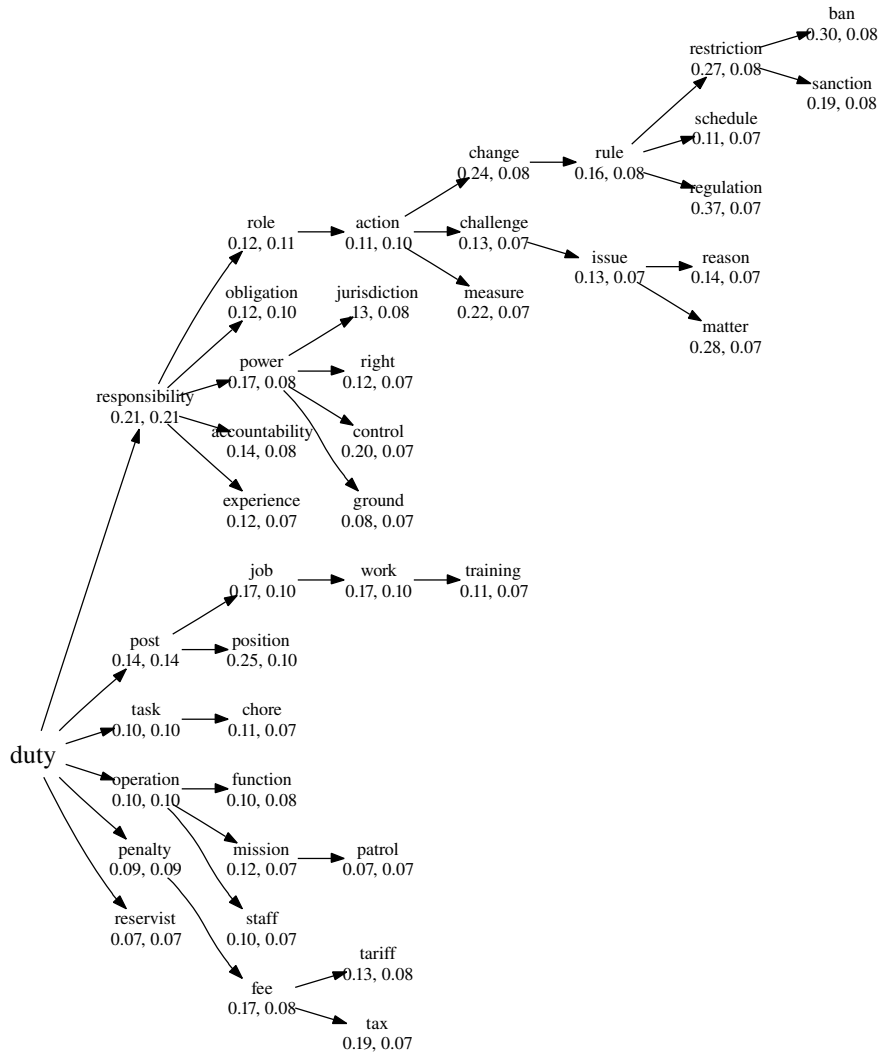 ban
0.30, 0.08
restriction
0.27, 0.08
sanction
0.19, 0.08
schedule
0.11, 0.07
change
0.24, 0.08
rule
0.16, 0.08
regulation
0.37, 0.07
role
0.12, 0.11
action
0.11, 0.10
challenge
0.13, 0.07
issue
0.13, 0.07
reason
0.14, 0.07
obligation
0.12, 0.10
jurisdiction
13, 0.08
measure
0.22, 0.07
matter
0.28, 0.07
power
0.17, 0.08
right
0.12, 0.07
responsibility
0.21, 0.21
accountability
0.14, 0.08
control
0.20, 0.07
experience
0.12, 0.07
ground
0.08, 0.07
job
0.17, 0.10
work
0.17, 0.10
training
0.11, 0.07
post
0.14, 0.14
position
0.25, 0.10
task
0.10, 0.10
chore
0.11, 0.07
duty
operation
0.10, 0.10
function
0.10, 0.08
penalty
0.09, 0.09
mission
0.12, 0.07
patrol
0.07, 0.07
reservist
0.07, 0.07
staff
0.10, 0.07
tariff
0.13, 0.08
fee
0.17, 0.08
tax
0.19, 0.07